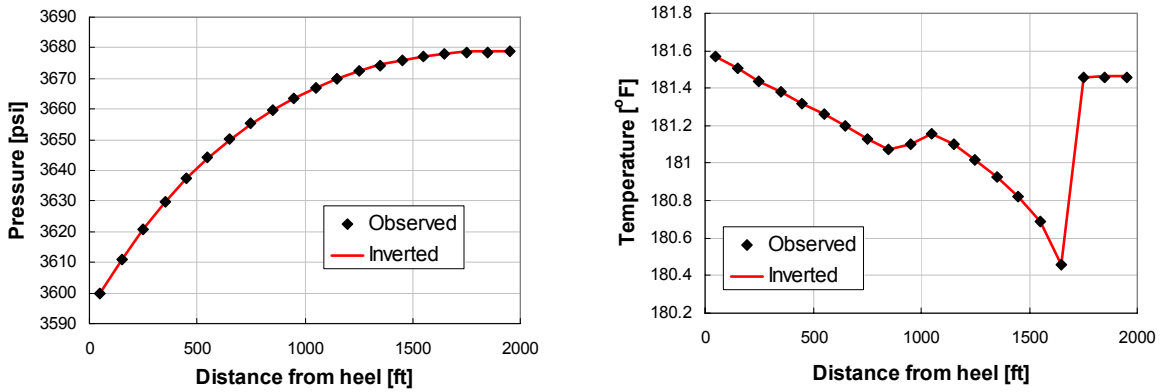 3690
3680
3670
3660
3650
3640
3630
3620
3610
3600
3590
Pressure [psi]
Observed
Inverted
0 500 1000 1500 2000
Distance from heel [ft]
181.8
181.6
181.4
181.2
181
180.8
180.6
180.4
180.2
Temperature [°F]
Observed
Inverted
0 500 1000 1500 2000
Distance from heel [ft]